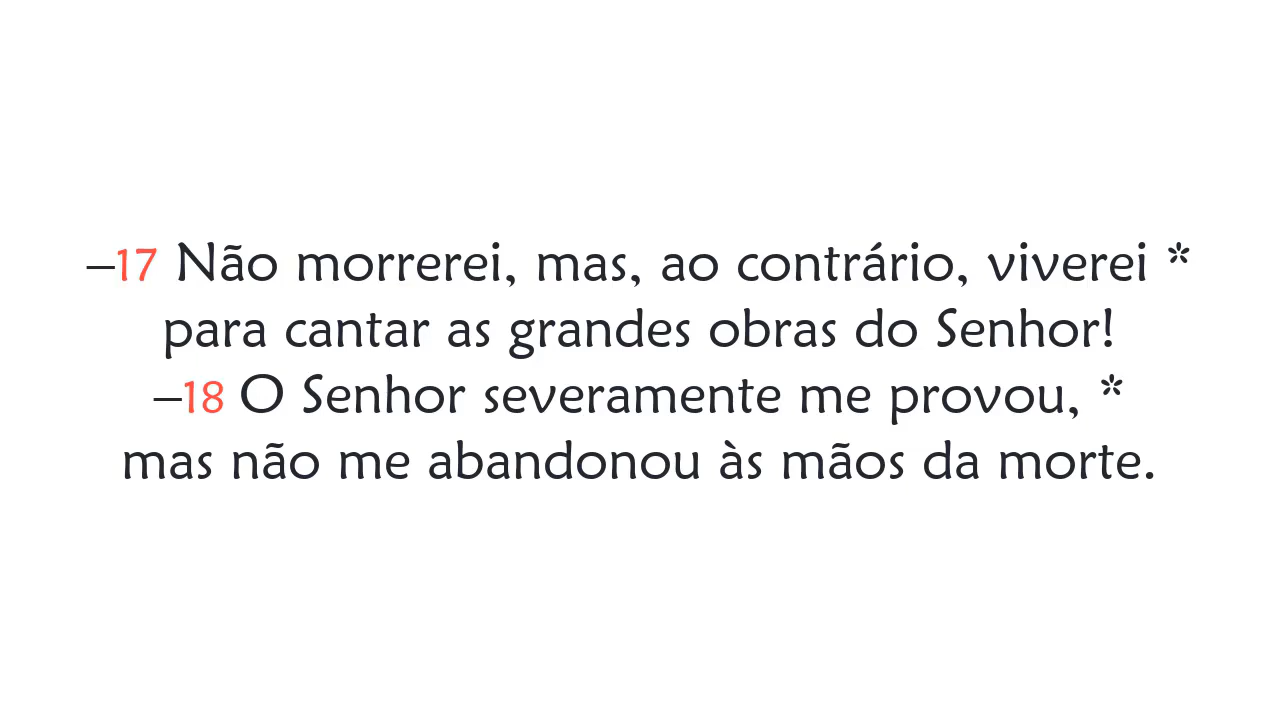 –17 Não morrerei, mas, ao contrário, viverei *
para cantar as grandes obras do Senhor!
–18 O Senhor severamente me provou, *
mas não me abandonou às mãos da morte.